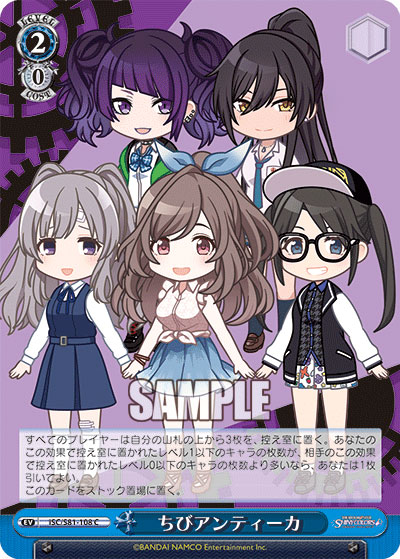 LEVEL
2
0
COST
SAMPLE
すべてのプレイヤーは自分の山札の上から3枚を、控え室に置く。あなたの
この効果で控え室に置かれたレベル1以下のキャラの枚数が、相手のこの効果
で控え室に置かれたレベル0以下のキャラの枚数より多いなら、あなたは1枚
引いてよい。
このカードをストック置場に置く。
EV
ISC/S81-108 C
ちびアンティーカ
SHINY COLORS
©BANDAI NAMCO Entertainment Inc.